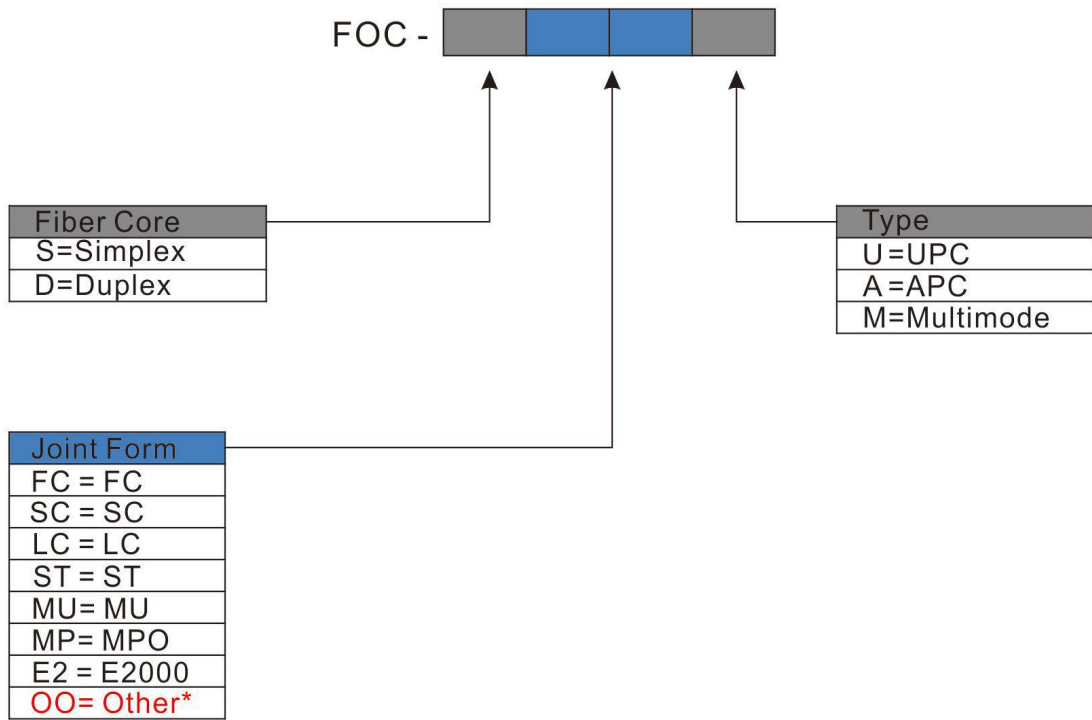 FOC -
Fiber Core
S=Simplex
D=Duplex
Type
U=UPC
A=APC
M=Multimode
Joint Form
FC = FC
SC = SC
LC = LC
ST = ST
MU= MU
MP= MPO
E2 = E2000
OO= Other*